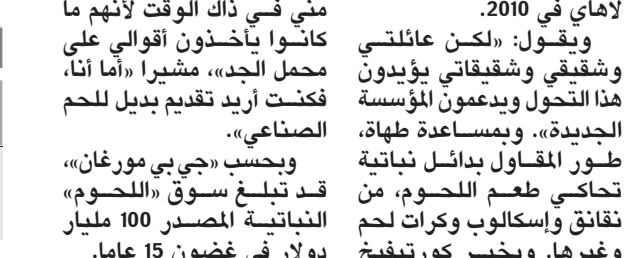 لاهاي في 2010.
ويقول: «لكن عائلتي
وشقيقي وشقيقاتي يؤيدون
هذا التحول ويدعمون المؤسسة
الجديدة». وبمساعدة طهاة،
طور المقاول بدائل نباتية
تحاكي طعم اللحوم، من
نقانق وإسكالوب وكرات لحم
وغيرها. ويخبر كورتيفيخ
مني في ذاك الوقت لأنهم ما
كانوا يأخذون أقوالي على
محمل الجد»، مشيرا «أما أنا،
فكنت أريد تقديم بديل للحم
الصناعي».
وبحسب «جي بي مورغان»،
قد تبلغ سوق «اللحوم»
النباتية المصدر 100 مليار
دولار في غضون 15 عاما.